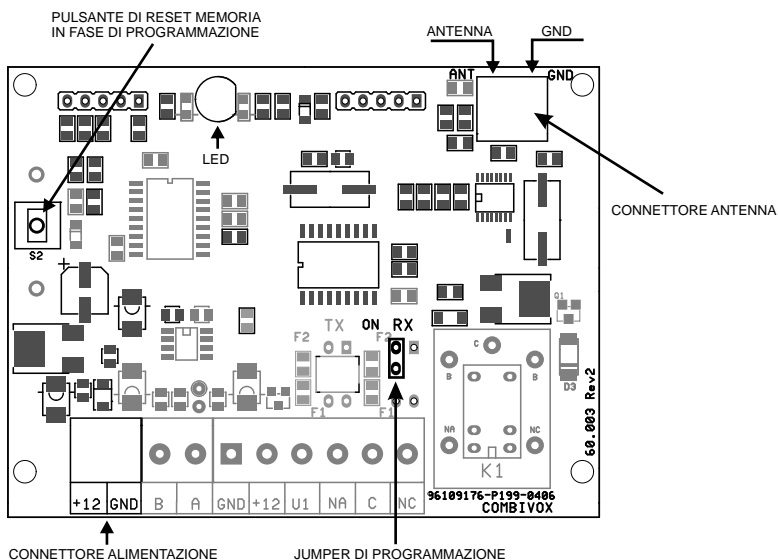 PULSANTE DI RESET MEMORIA
IN FASE DI PROGRAMMAZIONE
ANTENNA
GND
ANT
GND
LED
CONNETTORE ANTENNA
S2
+
TX
ON
RX
F2
F2
Q1
C
B
B
D3
F1
F1
NA
NC
K1
60.003 Rev2
+12
GND
B
A
GND
+12
U1
NA
C
NC
96109176-P199-0406
COMBIVOX
CONNETTORE ALIMENTAZIONE
JUMPER DI PROGRAMMAZIONE